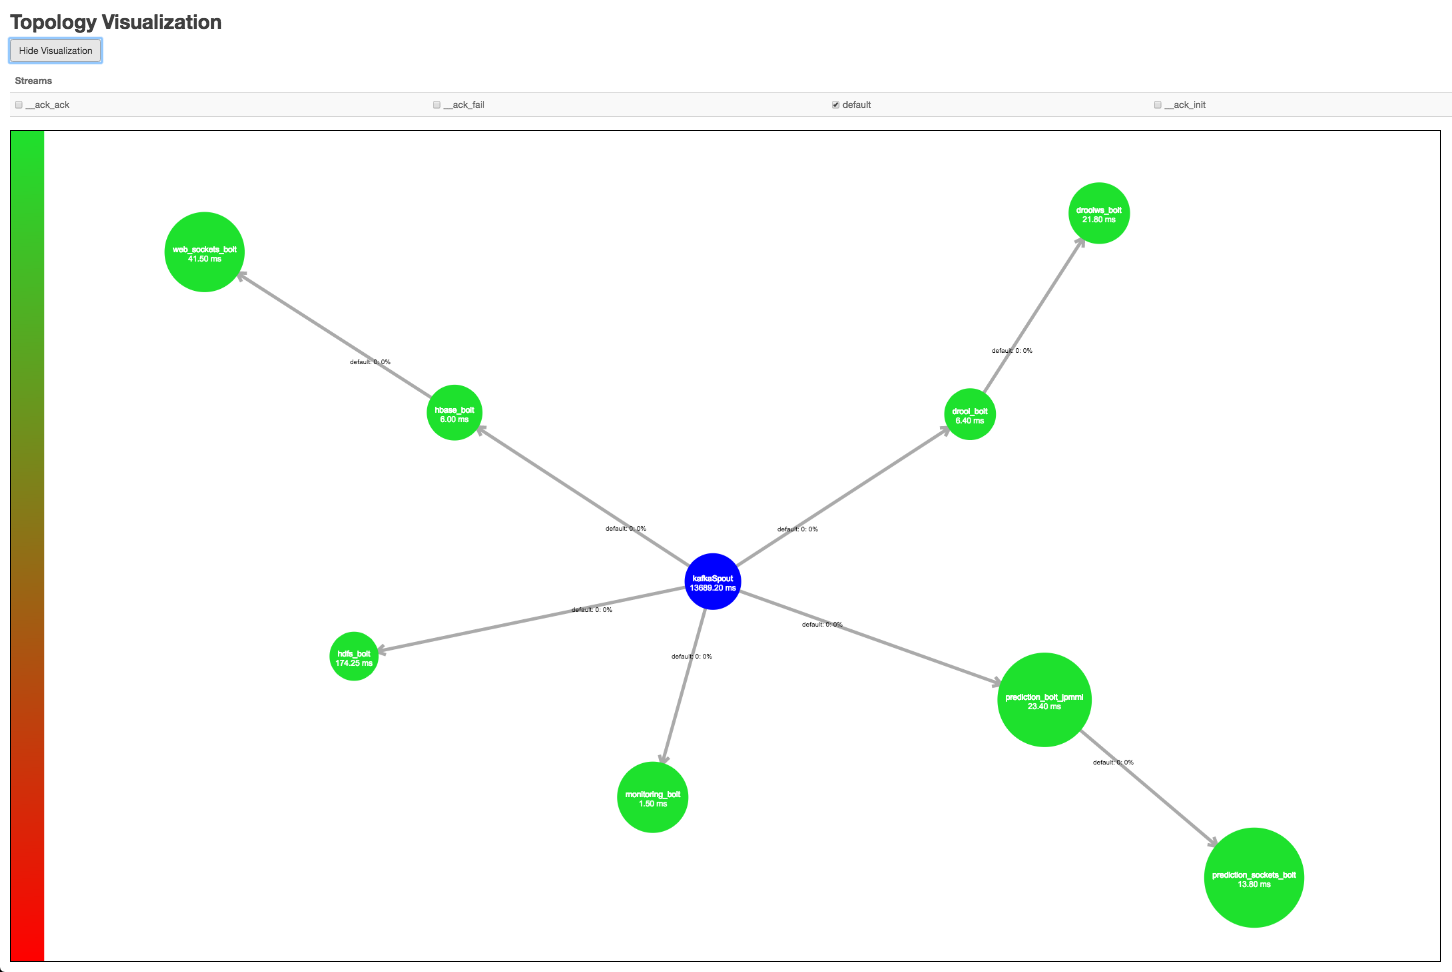 Topology Visualization
Hide Visualization
Streams
__ack_ack
__ack_fail
default
__ack_init
droolws_bolt
21.80 ms
web_sockets_bolt
41.50 ms
default: 0: 0%
default: 0: 0%
hbase_bolt
6.00 ms
drool_bolt
6.40 ms
default: 0: 0%
default: 0: 0%
kafkaSpout
13689.20 ms
default: 0: 0%
default: 0: 0%
hdfs_bolt
174.25 ms
default: 0: 0%
prediction_bolt_jpmml
23.40 ms
default: 0: 0%
monitoring_bolt
1.50 ms
prediction_sockets_bolt
13.80 ms